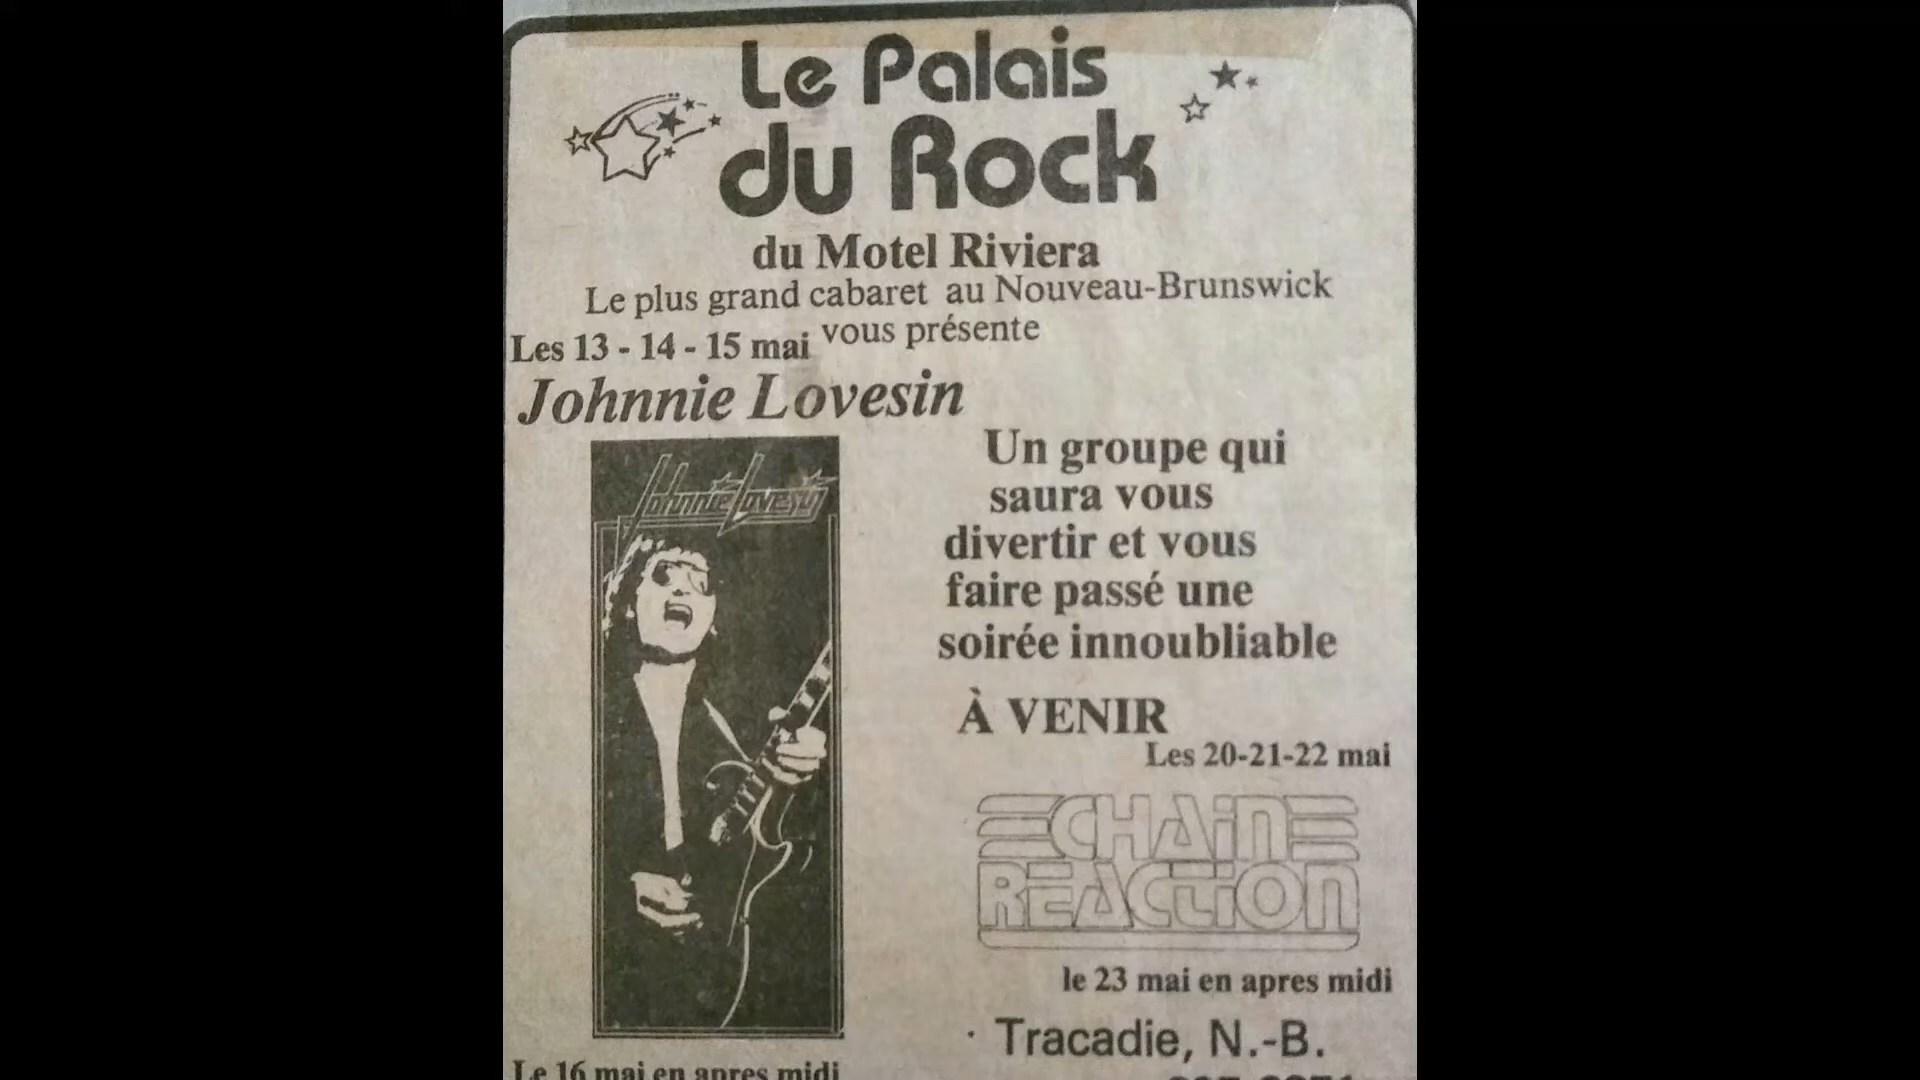 Le Palais
du Rock
du Motel Riviera
Le plus grand cabaret au Nouveau-Brunswick
vous présente
Les 13 - 14 - 15 mai
Johnnie Lovesin
Johnnie Lovesin
Un groupe qui
saura vous
divertir et vous
faire passé une
soirée innoubliable
À VENIR
Les 20-21-22 mai
CHAIN
REACTION
le 23 mai en apres midi
Tracadie, N.-B.
Le 16 mai en apres midi